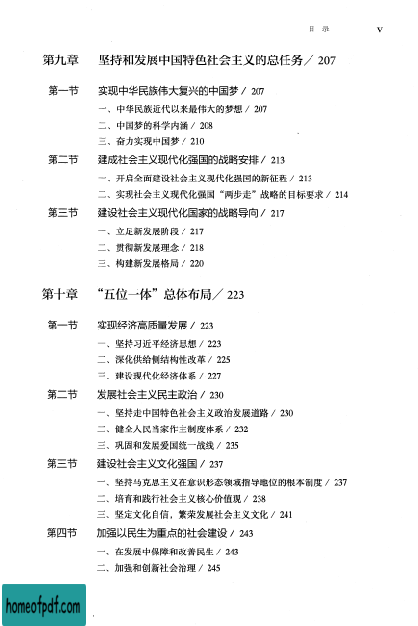 目 录 V
第九章 坚持和发展中国特色社会主义的总任务 / 207
第一节 实现中华民族伟大复兴的中国梦 / 207
一、中华民族近代以来最伟大的梦想 / 207
二、中国梦的科学内涵 / 208
三、奋力实现中国梦 / 210
第二节 建成社会主义现代化强国的战略安排 / 213
一、开启全面建设社会主义现代化强国的新征程 / 213
二、实现社会主义现代化强国“两步走”战略的目标要求 / 214
第三节 建设社会主义现代化国家的战略导向 / 217
一、立足新发展阶段 / 217
二、贯彻新发展理念 / 218
三、构建新发展格局 / 220
第十章 “五位一体”总体布局 / 223
第一节 实现经济高质量发展 / 223
一、坚持习近平经济思想 / 223
二、深化供给侧结构性改革 / 225
三、建设现代化经济体系 / 227
第二节 发展社会主义民主政治 / 230
一、坚持走中国特色社会主义政治发展道路 / 230
二、健全人民当家作主制度体系 / 232
三、巩固和发展爱国统一战线 / 235
第三节 建设社会主义文化强国 / 237
一、坚持马克思主义在意识形态领域指导地位的根本制度 / 237
二、培育和践行社会主义核心价值观 / 238
三、坚定文化自信，繁荣发展社会主义文化 / 241
第四节 加强以民生为重点的社会建设 / 243
一、在发展中保障和改善民生 / 243
二、加强和创新社会治理 / 245
homeofpdf.com